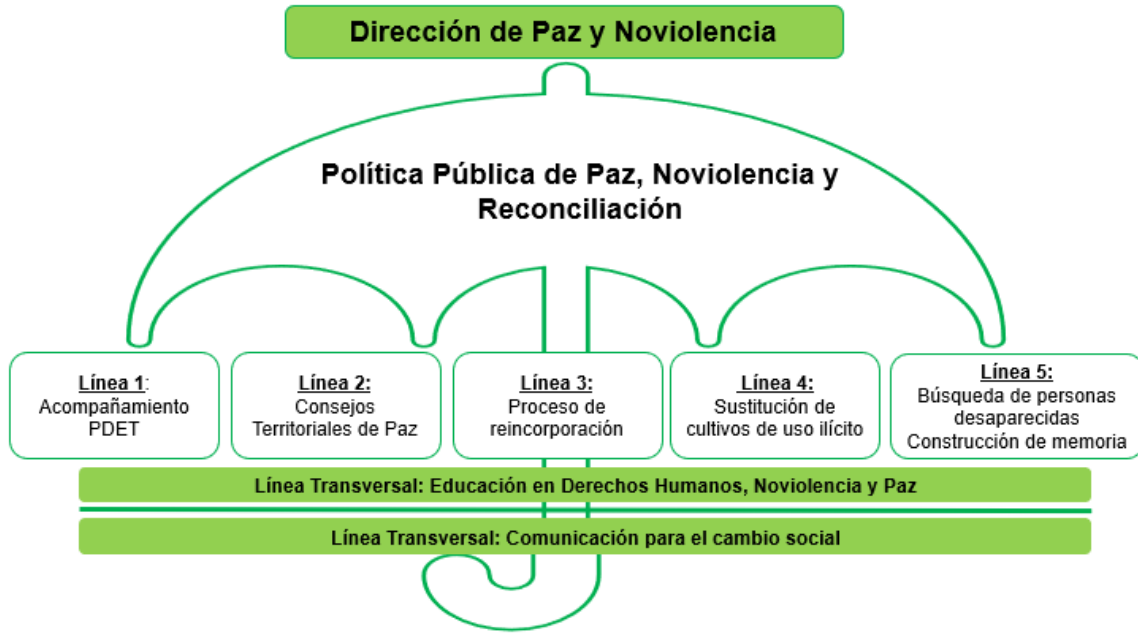 Dirección de Paz y Noviolencia
Política Pública de Paz, Noviolencia y
Reconciliación
Línea 1:
Acompañamiento
PDET
Línea 2:
Consejos
Territoriales de Paz
Línea 3:
Proceso de
reincorporación
Línea 4:
Sustitución de
cultivos de uso ilícito
Línea 5:
Búsqueda de personas
desaparecidas
Construcción de memoria
Línea Transversal: Educación en Derechos Humanos, Noviolencia y Paz
Línea Transversal: Comunicación para el cambio social